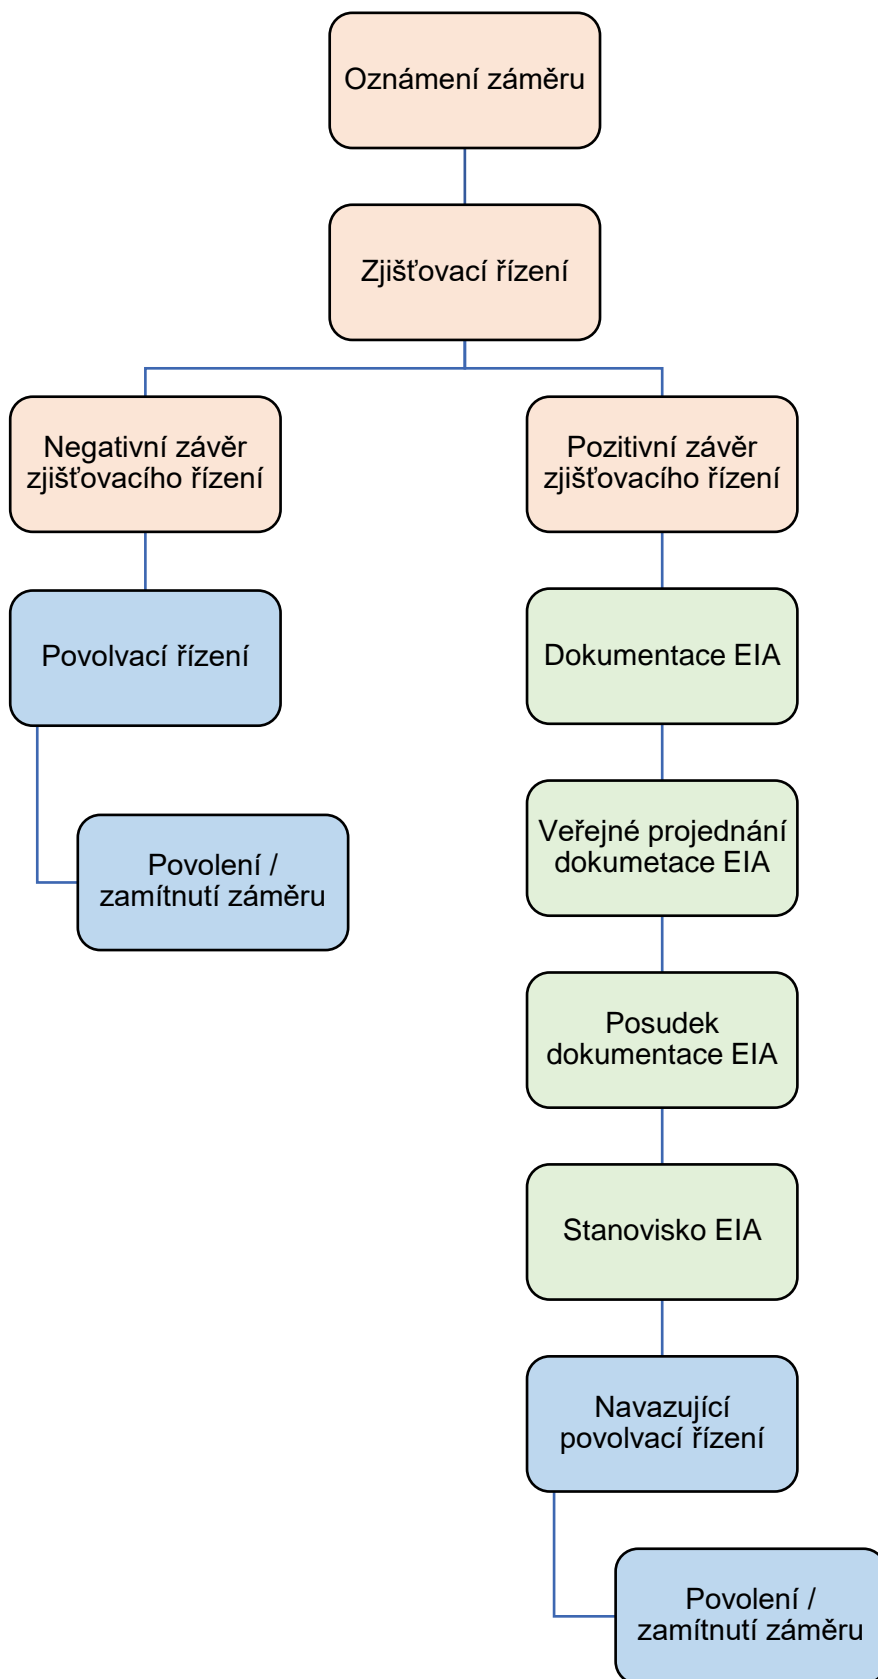 Oznámení záměru
Zjišťovací řízení
Negativní závěr
zjišťovacího řízení
Pozitivní závěr
zjišťovacího řízení
Povolvací řízení
Dokumentace EIA
Povolení /
zamítnutí záměru
Veřejné projednání
dokumetace EIA
Posudek
dokumentace EIA
Stanovisko EIA
Navazující
povolvací řízení
Povolení /
zamítnutí záměru